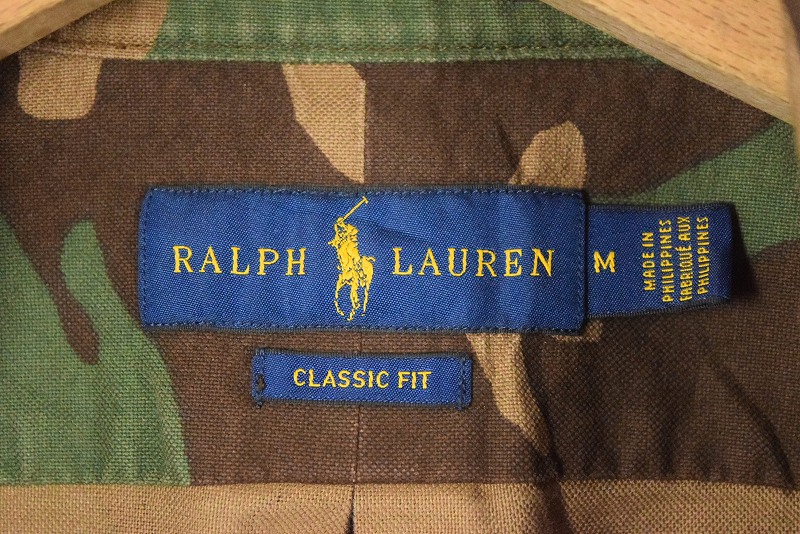 RALPH LAUREN
M
MADE IN
PHILIPPINES
FABRIQUÉ AUX
PHILIPPINES
CLASSIC FIT